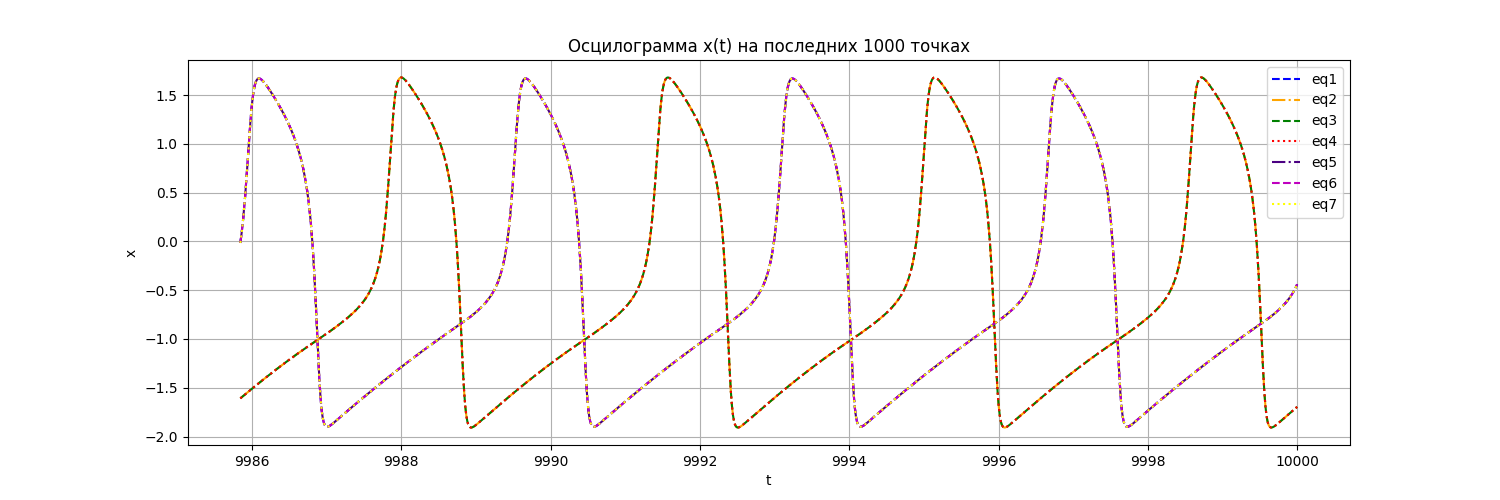 Осцилограмма x(t) на последних 1000 точках
1.5
1.0
0.5
0.0
−0.5
−1.0
−1.5
−2.0
x
eq1
eq2
eq3
eq4
eq5
eq6
eq7
9986 9988 9990 9992 9994 9996 9998 10000
t